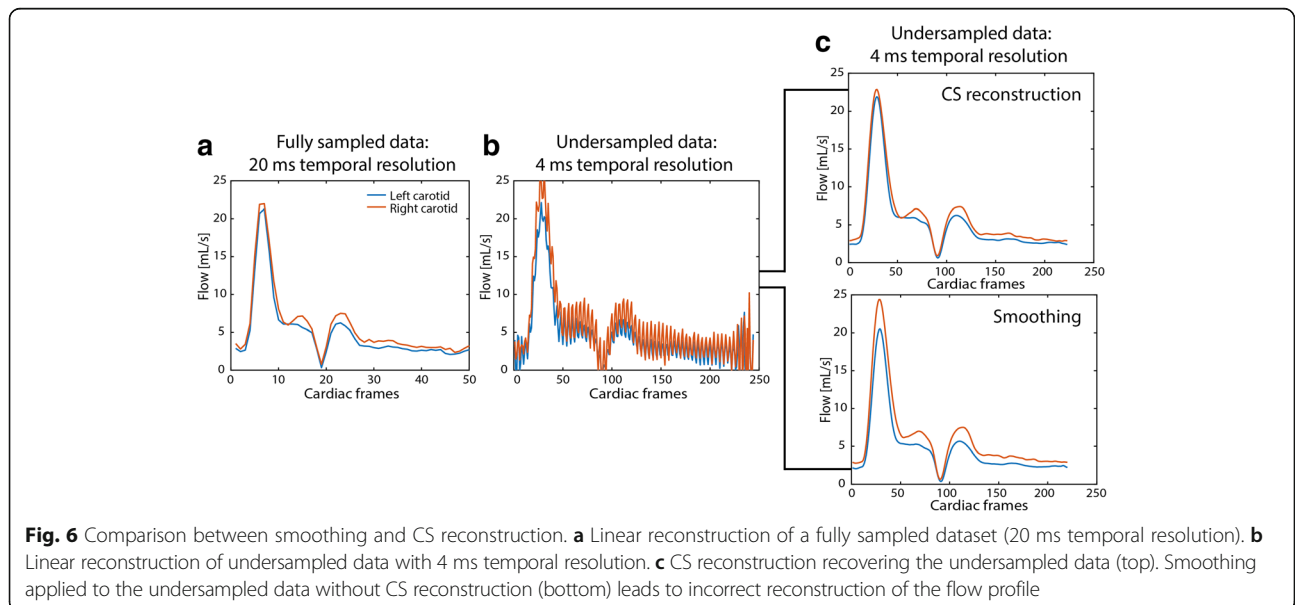 a
Fully sampled data:
20 ms temporal resolution
25
20
15
10
5
0
Flow [mL/s]
Left carotid
Right carotid
0 10 20 30 40 50
Cardiac frames
b
Undersampled data:
4 ms temporal resolution
25
20
15
10
5
0
Flow [mL/s]
0 50 100 150 200 250
Cardiac frames
c
Undersampled data:
4 ms temporal resolution
25
20
15
10
5
0
Flow [mL/s]
CS reconstruction
0 50 100 150 200 250
Cardiac frames
25
20
15
10
5
0
Flow [mL/s]
Smoothing
0 50 100 150 200 250
Cardiac frames
Fig. 6 Comparison between smoothing and CS reconstruction. a Linear reconstruction of a fully sampled dataset (20 ms temporal resolution). b
Linear reconstruction of undersampled data with 4 ms temporal resolution. c CS reconstruction recovering the undersampled data (top). Smoothing
applied to the undersampled data without CS reconstruction (bottom) leads to incorrect reconstruction of the flow profile